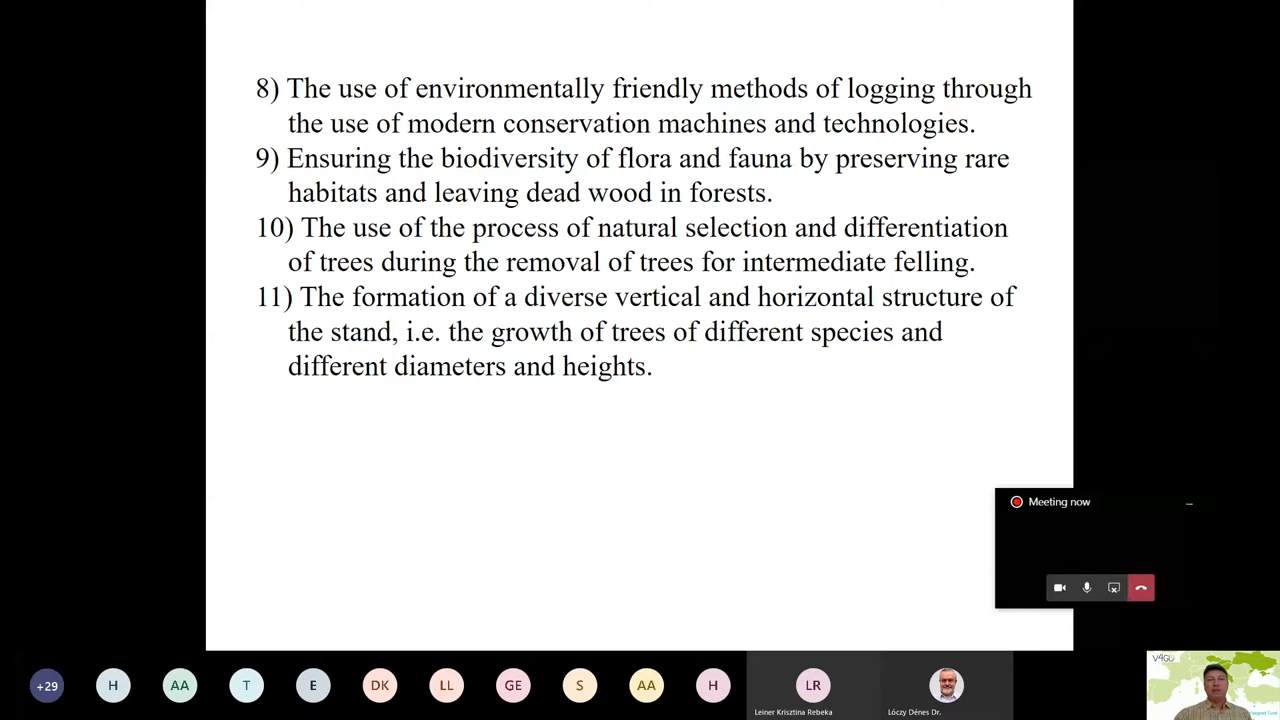 8) The use of environmentally friendly methods of logging through
the use of modern conservation machines and technologies.
9) Ensuring the biodiversity of flora and fauna by preserving rare
habitats and leaving dead wood in forests.
10) The use of the process of natural selection and differentiation
of trees during the removal of trees for intermediate felling.
11) The formation of a diverse vertical and horizontal structure of
the stand, i.e. the growth of trees of different species and
different diameters and heights.
Meeting now
+29
H
AA
T
E
DK
LL
GE
S
AA
H
LR
Leiner Krisztina Rebeka
Lóczy Dénes Dr.